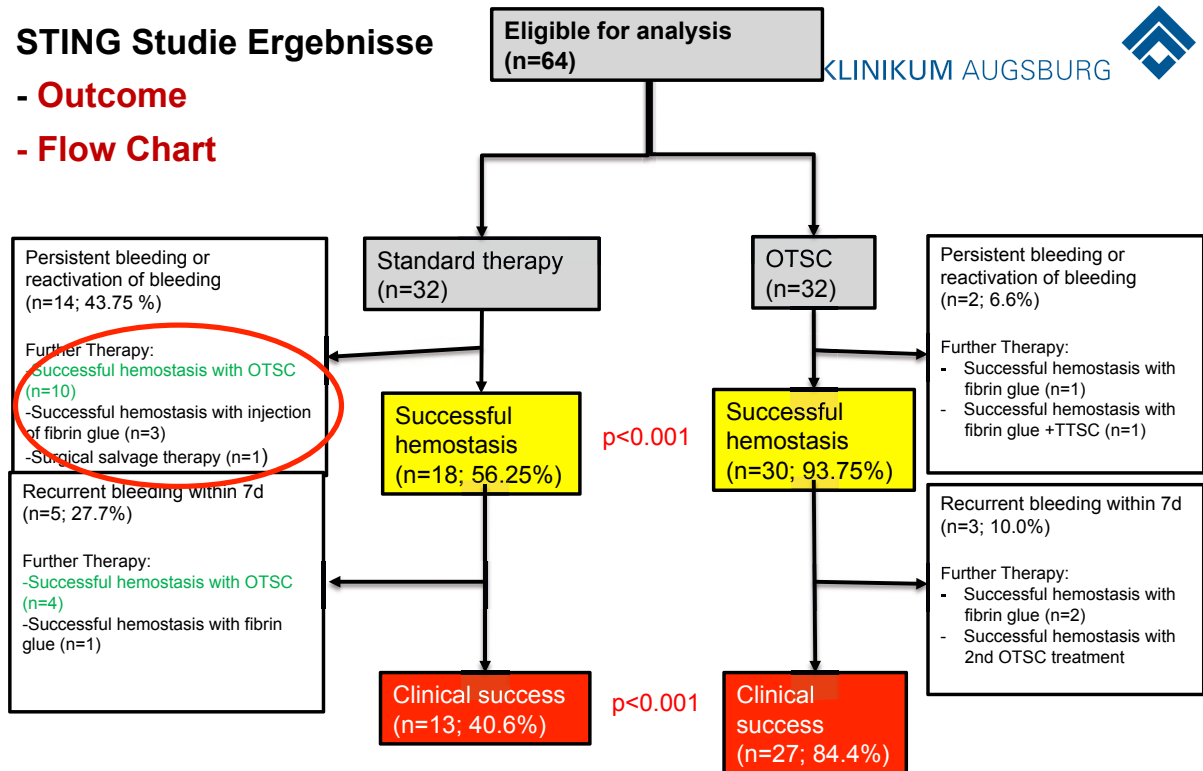 STING Studie Ergebnisse
- Outcome
- Flow Chart
Eligible for analysis
(n=64)
KLINIKUM AUGSBURG
Persistent bleeding or
reactivation of bleeding
(n=14; 43.75 %)
Further Therapy:
-Successful hemostasis with OTSC
(n=10)
-Successful hemostasis with injection
of fibrin glue (n=3)
-Surgical salvage therapy (n=1)
Standard therapy
(n=32)
OTSC
(n=32)
Persistent bleeding or
reactivation of bleeding
(n=2; 6.6%)
Further Therapy:
- Successful hemostasis with
fibrin glue (n=1)
- Successful hemostasis with
fibrin glue +TTSC (n=1)
Successful
hemostasis
(n=18; 56.25%)
p<0.001
Successful
hemostasis
(n=30; 93.75%)
Recurrent bleeding within 7d
(n=5; 27.7%)
Further Therapy:
-Successful hemostasis with OTSC
(n=4)
-Successful hemostasis with fibrin
glue (n=1)
Recurrent bleeding within 7d
(n=3; 10.0%)
Further Therapy:
- Successful hemostasis with
fibrin glue (n=2)
- Successful hemostasis with
2nd OTSC treatment
Clinical success
(n=13; 40.6%)
p<0.001
Clinical
success
(n=27; 84.4%)